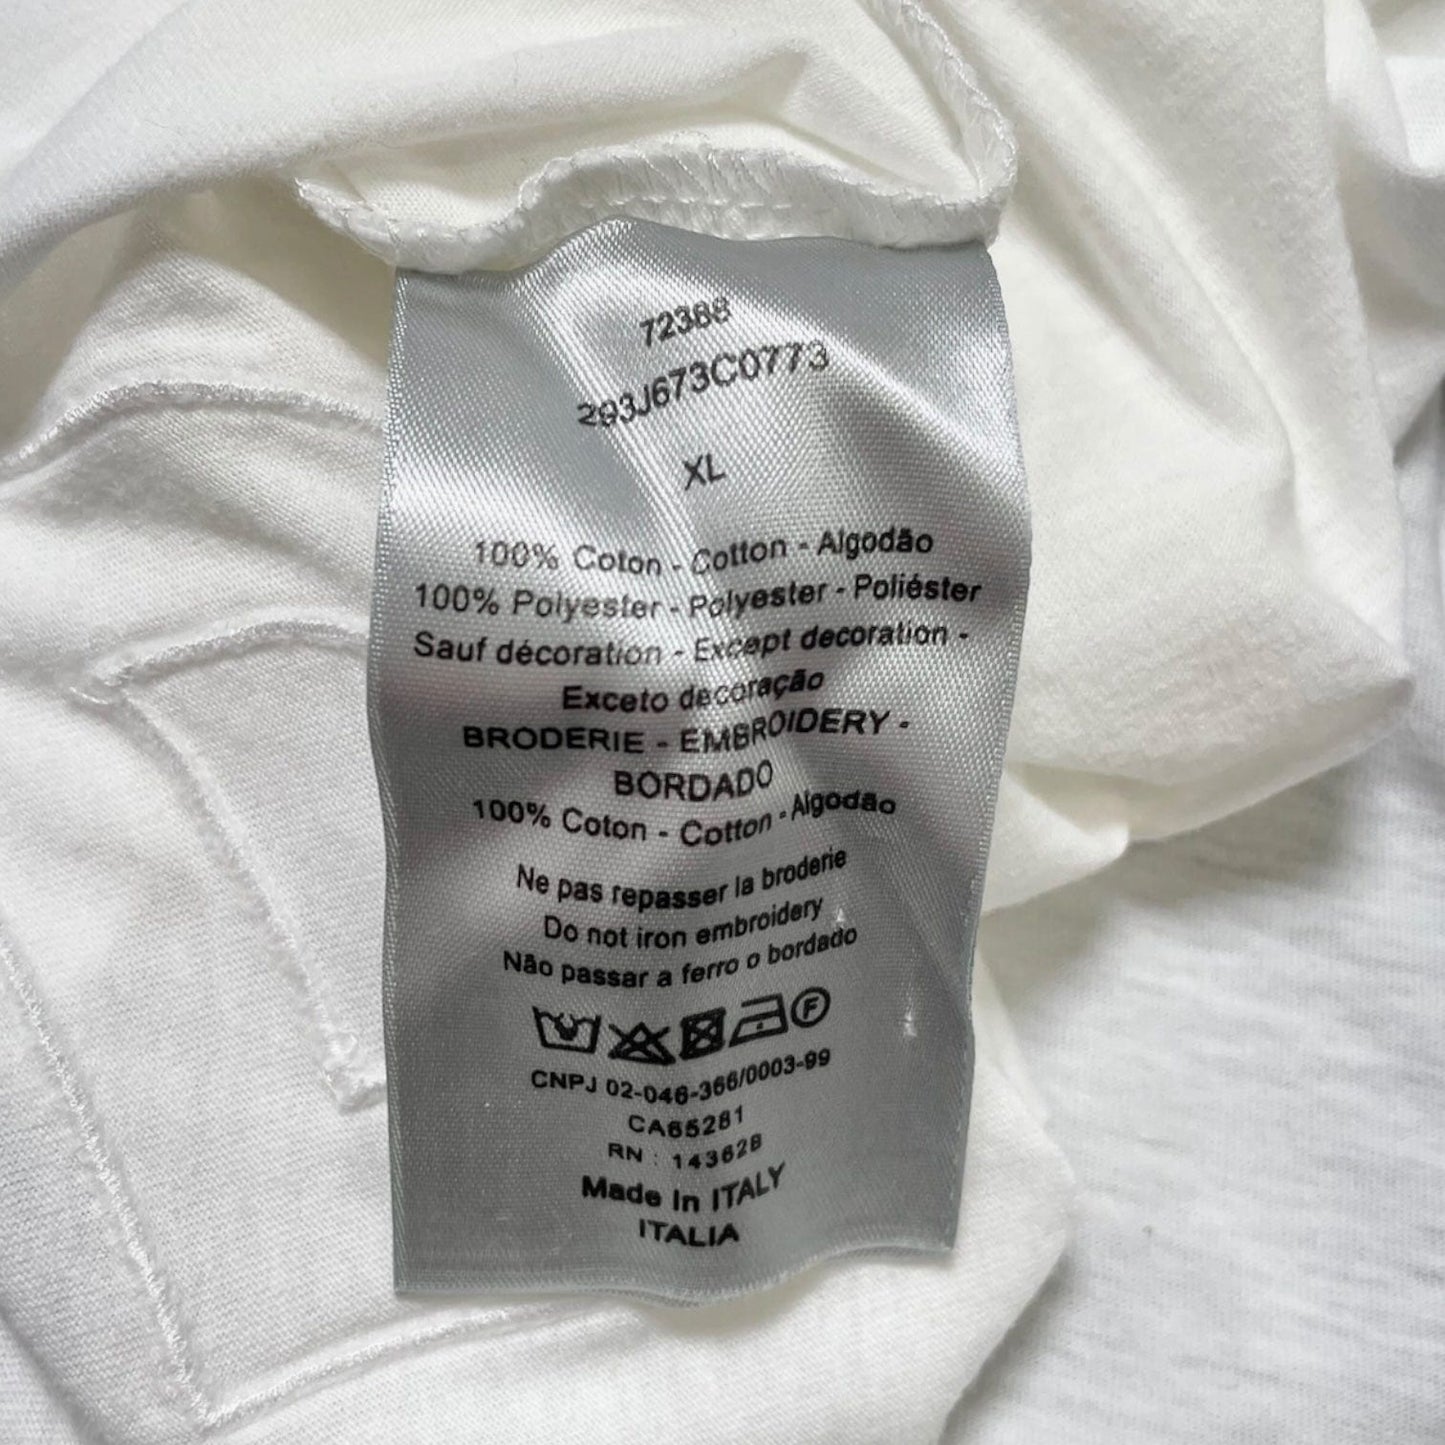 72388
293J673C0773
XL
100% Coton - Cotton - Algodão
100% Polyester - Polyester - Poliéster
Sauf décoration - Except decoration -
Exceto decoração
BRODERIE - EMBROIDERY -
BORDADO
100% Coton - Cotton - Algodão
Ne pas repasser la broderie
Do not iron embroidery
Não passar a ferro o bordado
F
CNPJ 02-046-366/0003-99
CA65281
RN : 143628
Made In ITALY
ITALIA